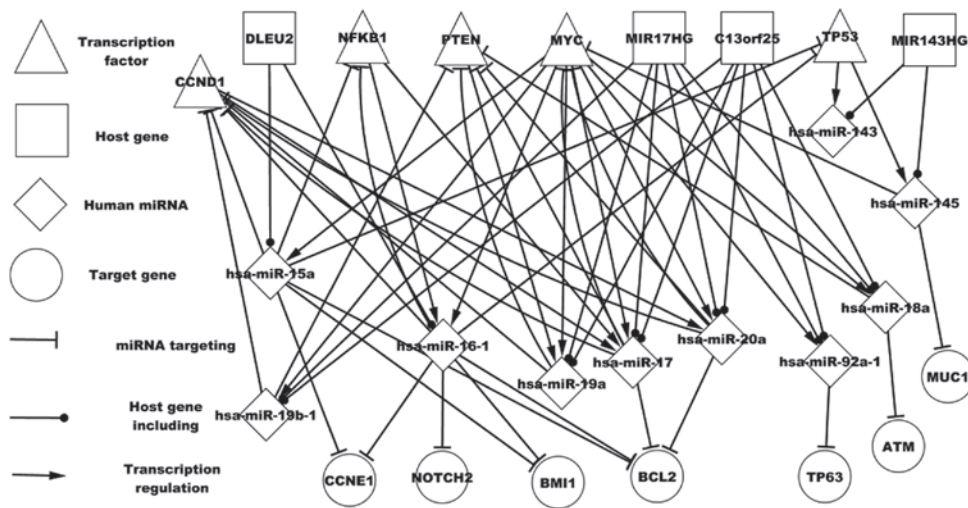 DLEU2
NFKB1
PTEN
MYC
MIR17HG
C13orf25
TP53
MIR143HG
Transcription
factor
CCND1
Host gene
hsa-miR-143
Human miRNA
hsa-miR-145
Target gene
hsa-miR-15a
hsa-miR-18a
miRNA targeting
hsa-miR-16-1
hsa-miR-20a
hsa-miR-17
hsa-miR-92a-1
hsa-miR-19a
MUC1
Host gene
including
hsa-miR-19b-1
ATM
Transcription
regulation
CCNE1
NOTCH2
BMI1
BCL2
TP63